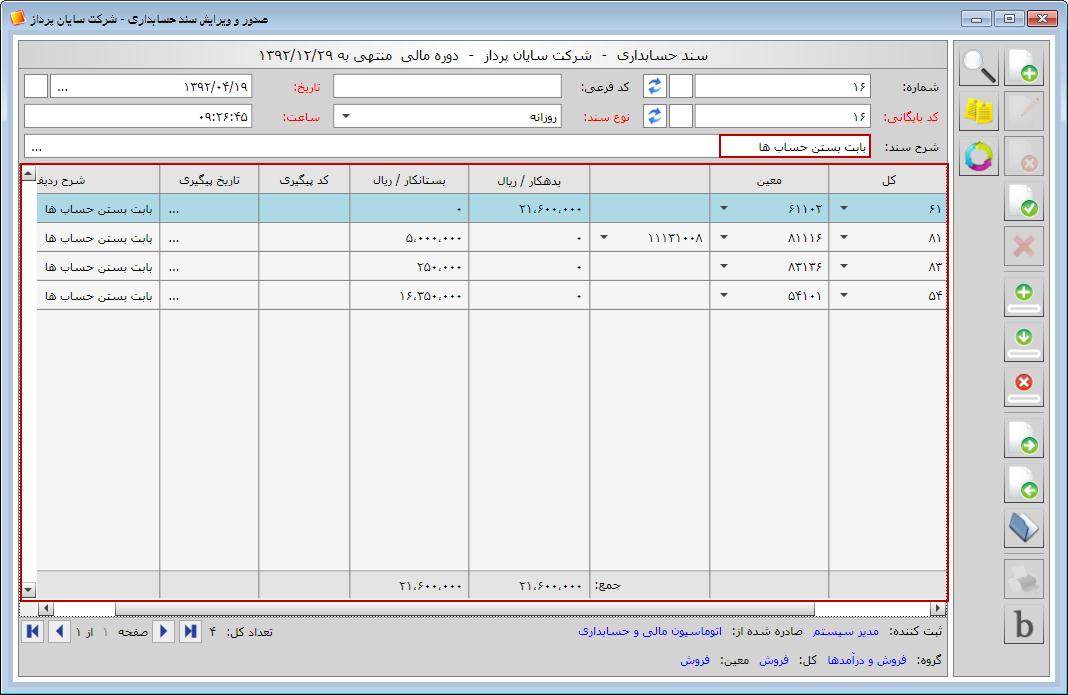 صدور و ویرایش سند حسابداری - شرکت سایان پرداز
سند حسابداری - شرکت سایان پرداز - دوره مالی منتهی به ۱۳۹۲/۱۲/۲۹
شماره: ۱۶ کد فرعی: تاریخ: ۱۳۹۲/۰۴/۱۹ ...
کد بایگانی: ۱۶ نوع سند: روزانه ساعت: ۰۹:۲۶:۴۵
شرح سند: بابت بستن حساب ها ...
کل معین بدهکار / ریال بستانکار / ریال کد پیگیری تاریخ پیگیری شرح ردیف
۶۱ ۶۱۱۰۲ ۲۱،۶۰۰،۰۰۰ ۰ ... بابت بستن حساب ها
۸۱ ۸۱۱۱۶ ۱۱۱۳۱۰۰۸ ۰ ۵،۰۰۰،۰۰۰ ... بابت بستن حساب ها
۸۳ ۸۳۱۳۶ ۰ ۲۵۰،۰۰۰ ... بابت بستن حساب ها
۵۴ ۵۴۱۰۱ ۰ ۱۶،۳۵۰،۰۰۰ ... بابت بستن حساب ها
جمع: ۲۱،۶۰۰،۰۰۰ ۲۱،۶۰۰،۰۰۰
ثبت کننده: مدیر سیستم صادره شده از: اتوماسیون مالی و حسابداری تعداد کل: ۴ صفحه ۱ از ۱
گروه: فروش و درآمدها کل: فروش معین: فروش
b